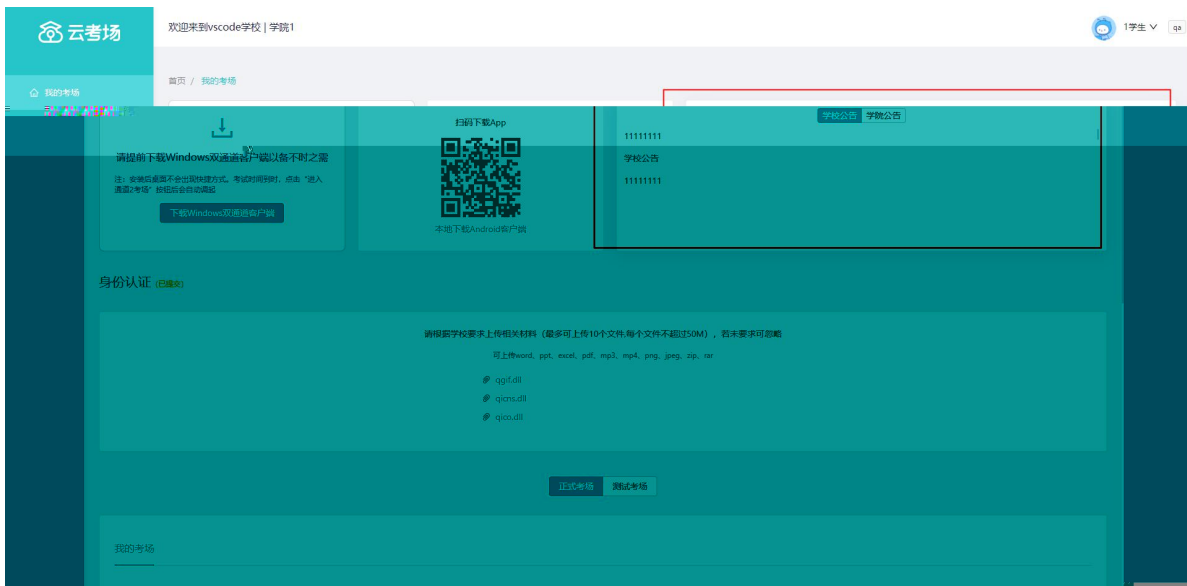 云考场
欢迎来到vscode学校 | 学院1
1学生
qa
我的考场
首页 / 我的考场
请提前下载Windows双通道客户端以备不时之需
注：安装后桌面不会出现快捷方式。考试时间到时，点击“进入
通道2考场”按钮后会自动调起
下载Windows双通道客户端
扫码下载App
本地下载Android客户端
学校公告 学院公告
11111111
学校公告
11111111
身份认证 (已提交)
请根据学校要求上传相关材料（最多可上传10个文件,每个文件不超过50M），若未要求可忽略
可上传word、ppt、excel、pdf、mp3、mp4、png、jpeg、zip、rar
qgif.dll
qicns.dll
qico.dll
正式考场 测试考场
我的考场